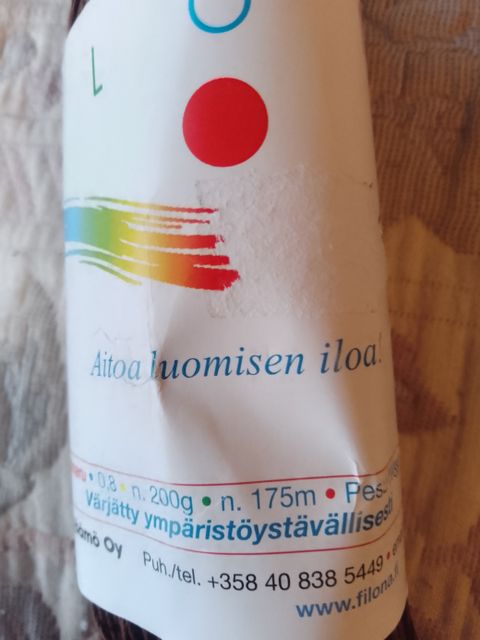 Aitoa luomisen iloa!
• 0,8 • n. 200g • n. 175m •
Värjätty ympäristöystävällisesti
Oy Puh./tel. +358 40 838 5449 •
www.filona.fi